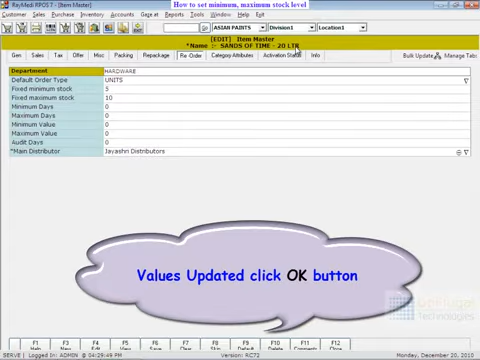 How to set minimum, maximum stock level
RayMedi RPOS 7 - [Item Master]
Customer Sales Purchase Inventory Accounts Gate at Reports Tools Window Help Exit
ASIAN PAINTS Division1 Location1
[EDIT] Item Master
*Name :- SANDS OF TIME - 20 LTR
Gen Sales Tax Offer Misc Packing Repackage Re Order Category Attributes Activation Status Info Bulk Update Manage Tabs
Department HARDWARE
Default Order Type UNITS
Fixed minimum stock 5
Fixed maximum stock 10
Minimum Days 0
Maximum Days 0
Minimum Value 0
Maximum Value 0
Audit Days 0
*Main Distributor Jayashri Distributors
Values Updated click OK button
GoFrugal
Technologies
F1 F3 F4 F6 F7 F8 F9 F10 F11 F12
Help New Edit View Clear Skip Delete Comments Close
SERVE Logged In: ADMIN @ 04:29:49 PM Version: RC72 Monday, December 20, 2010